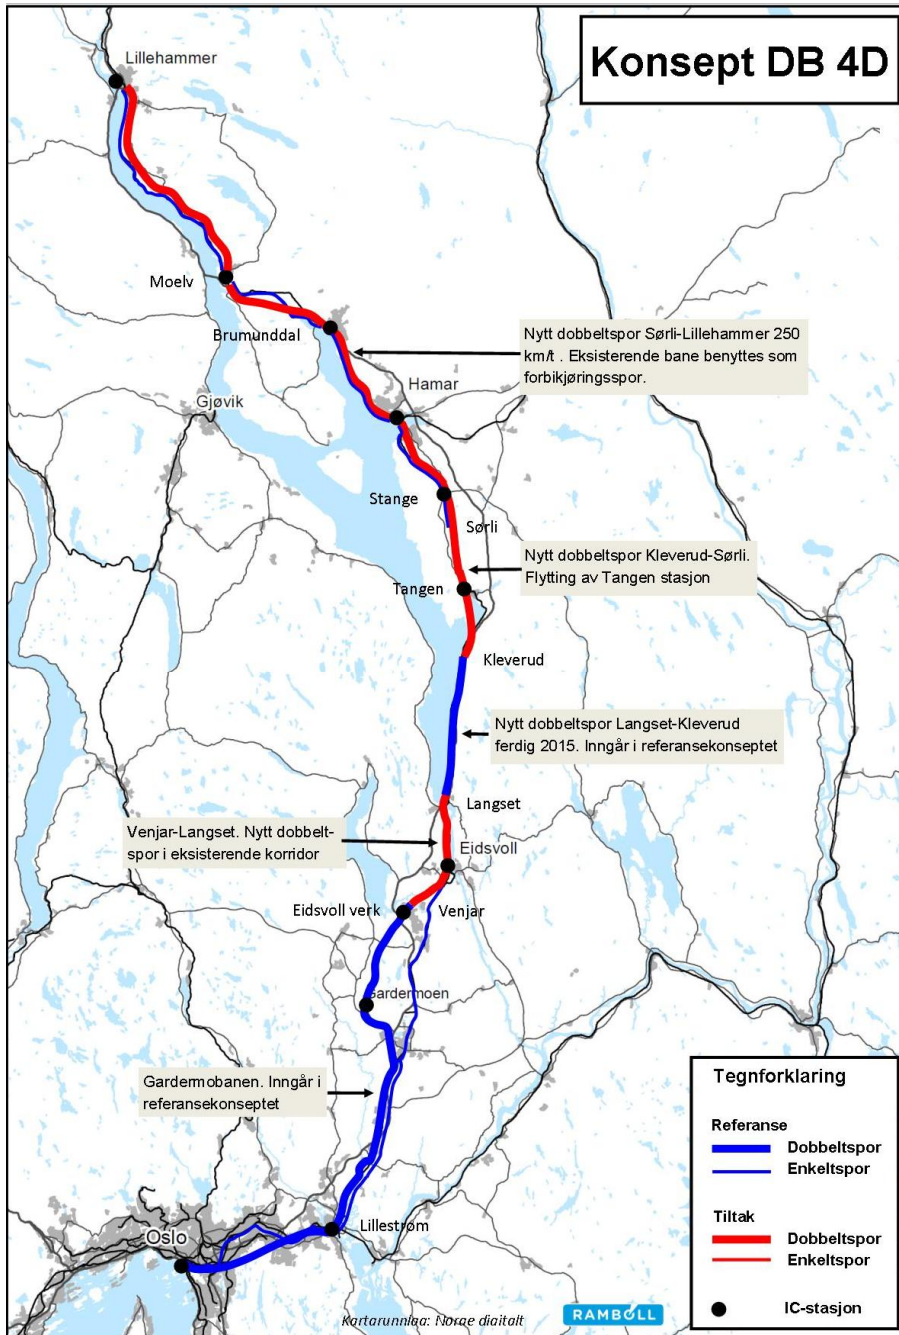 Konsept DB 4D
Lillehammer
Moelv
Brumunddal
Nytt dobbeltspor Sørli-Lillehammer 250
km/t . Eksisterende bane benyttes som
forbikjøringsspor.
Hamar
Gjøvik
Stange
Sørli
Nytt dobbeltspor Kleverud-Sørli.
Flytting av Tangen stasjon
Tangen
Kleverud
Nytt dobbeltspor Langset-Kleverud
ferdig 2015. Inngår i referansekonseptet
Langset
Venjar-Langset. Nytt dobbelt-
spor i eksisterende korridor
Eidsvoll
Eidsvoll verk
Venjar
Gardermoen
Gardermobanen. Inngår i
referansekonseptet
Lillestrøm
Oslo
Tegnforklaring
Referanse
Dobbeltspor
Enkeltspor
Tiltak
Dobbeltspor
Enkeltspor
IC-stasjon
Kartgrunnlag: Norge digitalt
RAMBOLL